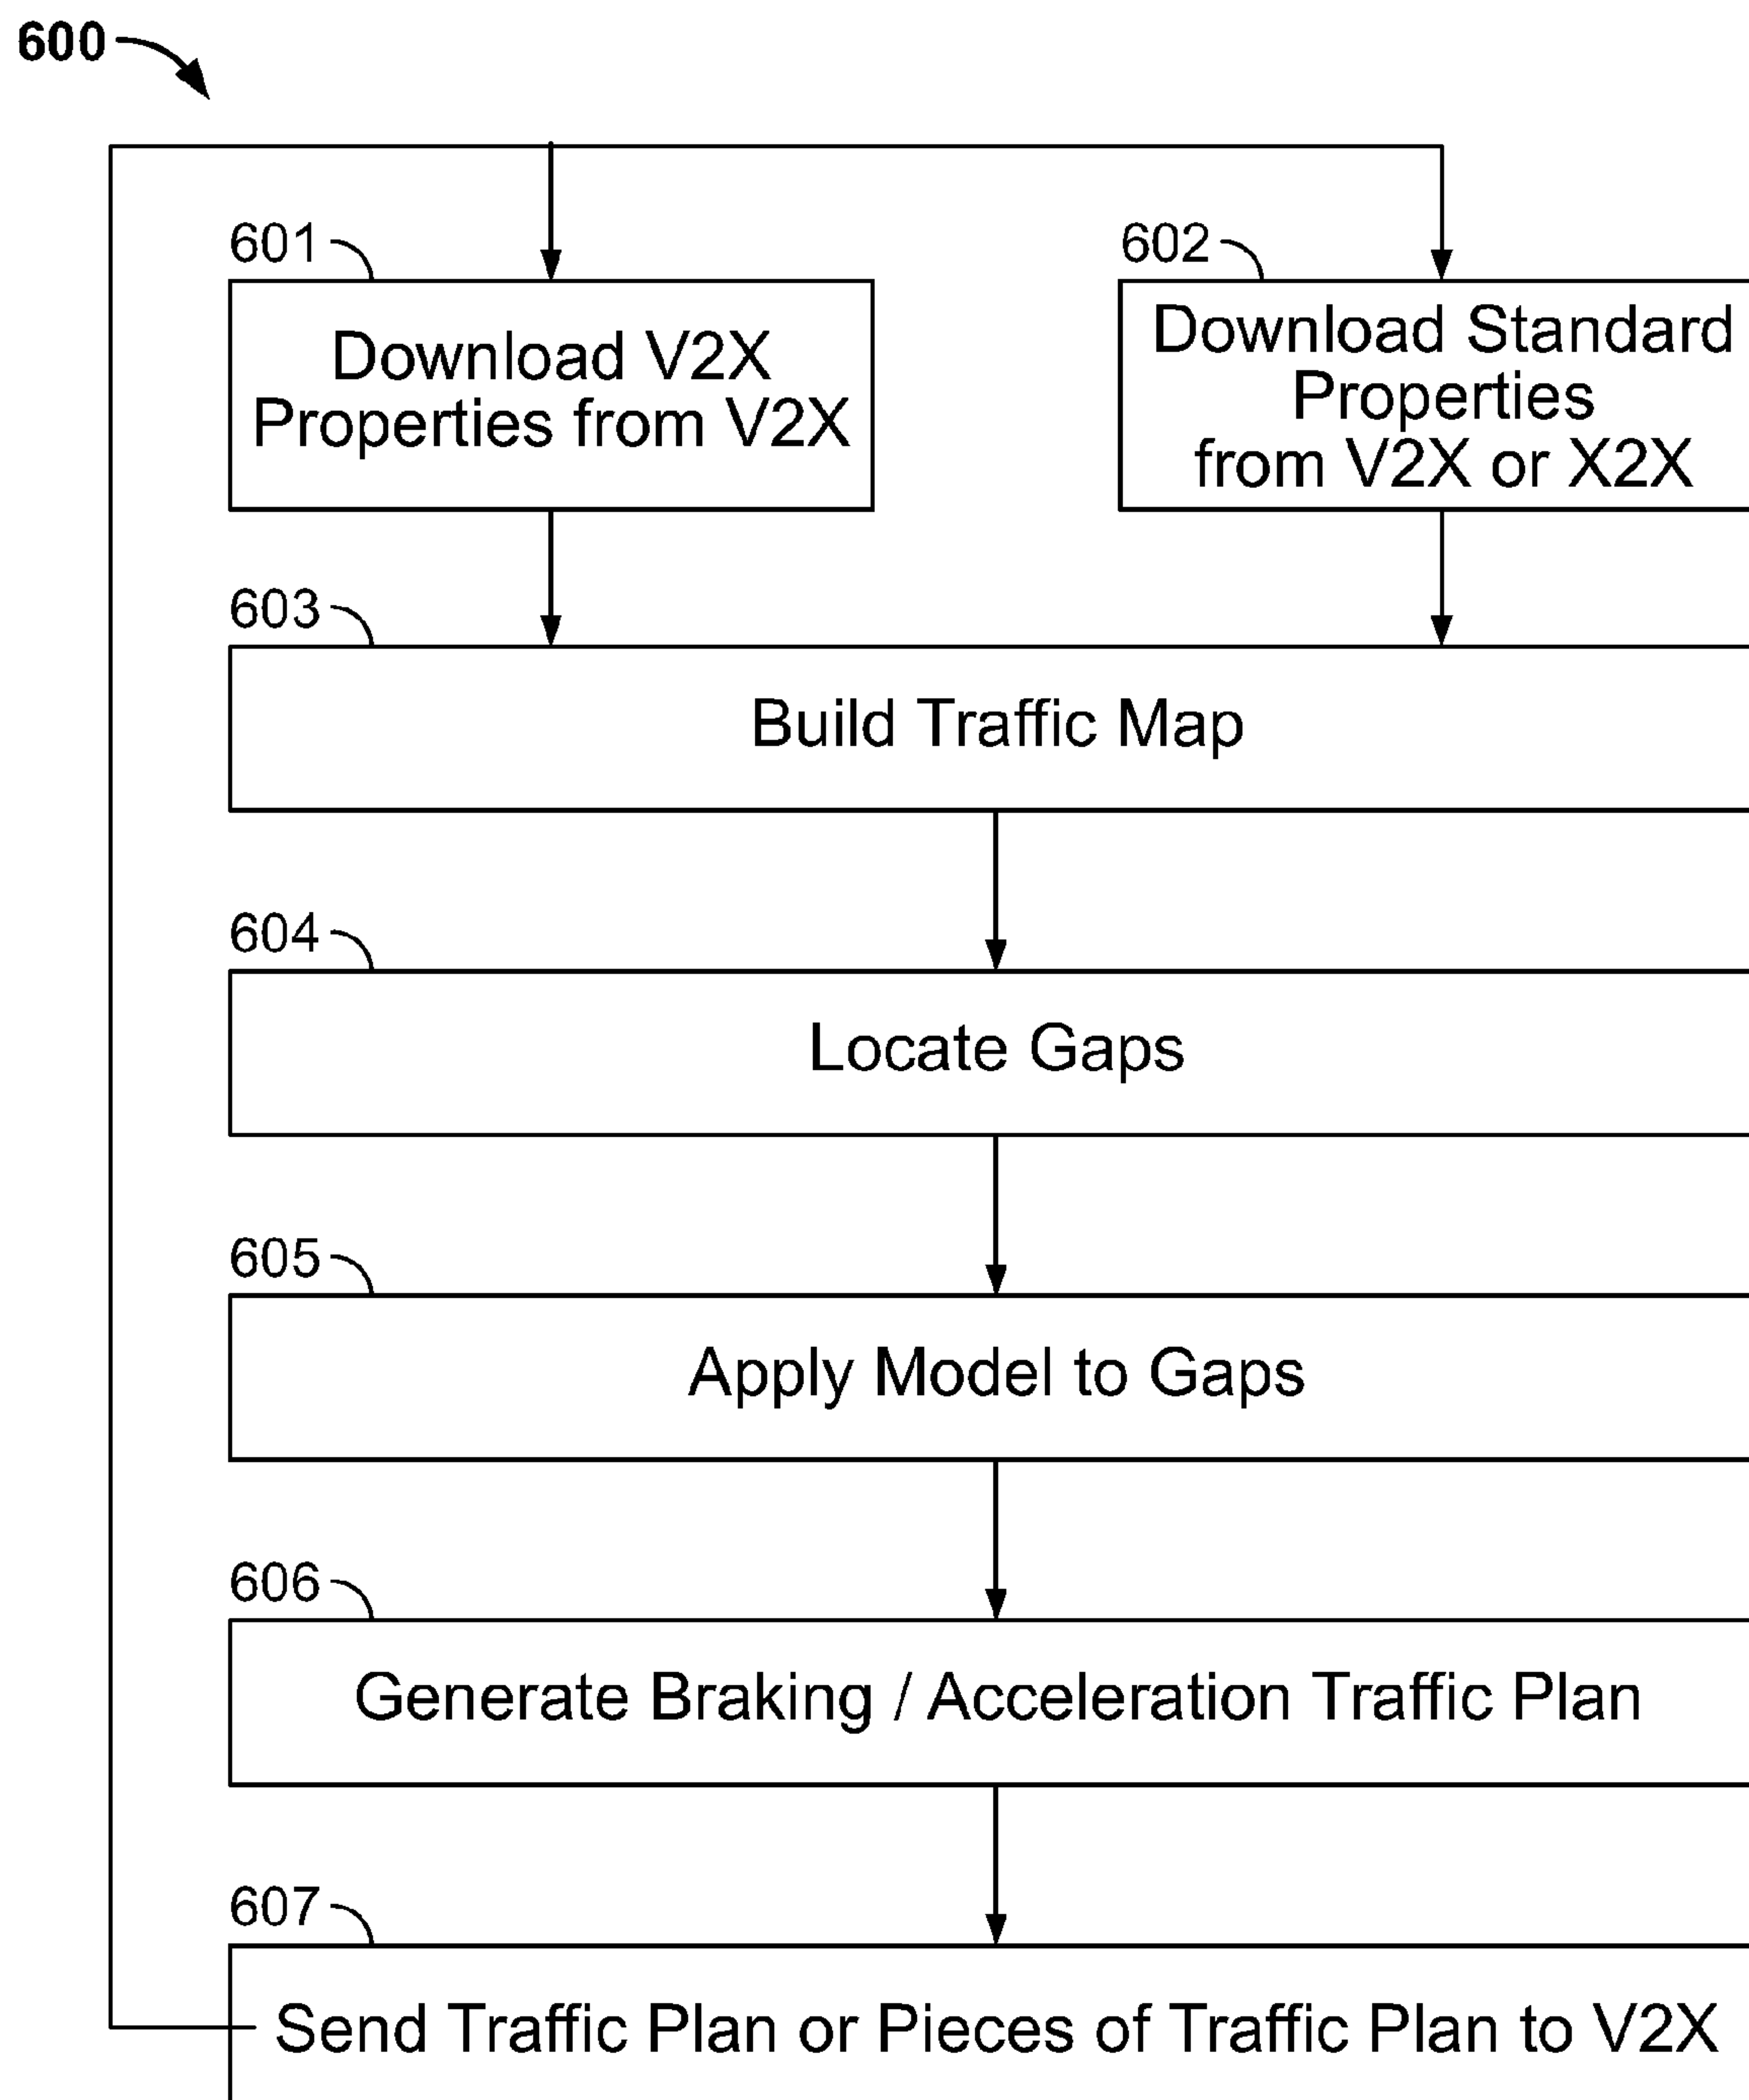 600
601
Download V2X
Properties from V2X
602
Download Standard
Properties
from V2X or X2X
603
Build Traffic Map
604
Locate Gaps
605
Apply Model to Gaps
606
Generate Braking / Acceleration Traffic Plan
607
Send Traffic Plan or Pieces of Traffic Plan to V2X